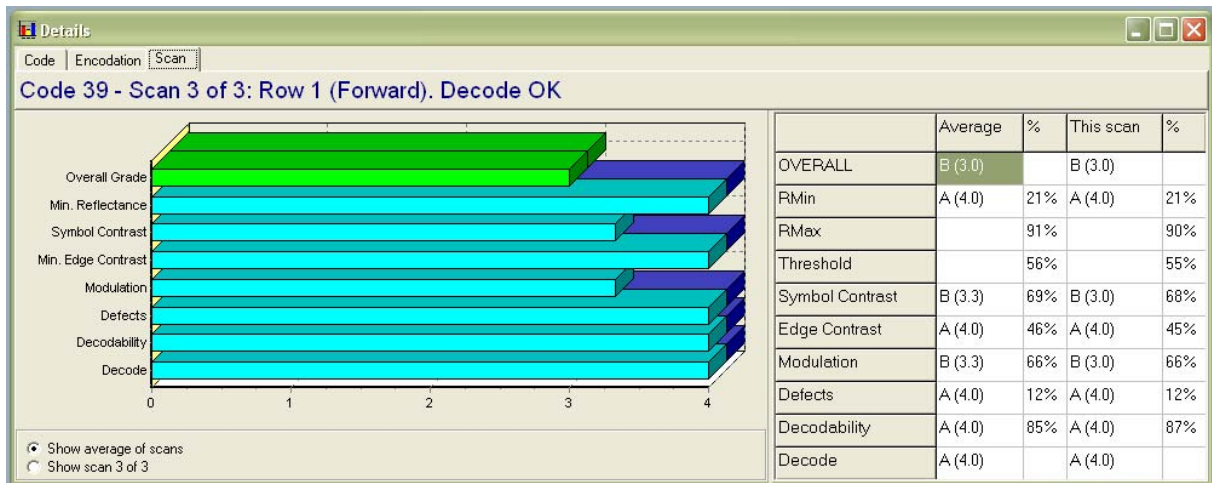 Details
Code Encodation Scan
Code 39 - Scan 3 of 3: Row 1 (Forward). Decode OK
Overall Grade
Min. Reflectance
Symbol Contrast
Min. Edge Contrast
Modulation
Defects
Decodability
Decode
0 1 2 3 4
Show average of scans
Show scan 3 of 3
Average % This scan %
OVERALL B (3.0) B (3.0)
RMin A (4.0) 21% A (4.0) 21%
RMax 91% 90%
Threshold 56% 55%
Symbol Contrast B (3.3) 69% B (3.0) 68%
Edge Contrast A (4.0) 46% A (4.0) 45%
Modulation B (3.3) 66% B (3.0) 66%
Defects A (4.0) 12% A (4.0) 12%
Decodability A (4.0) 85% A (4.0) 87%
Decode A (4.0) A (4.0)